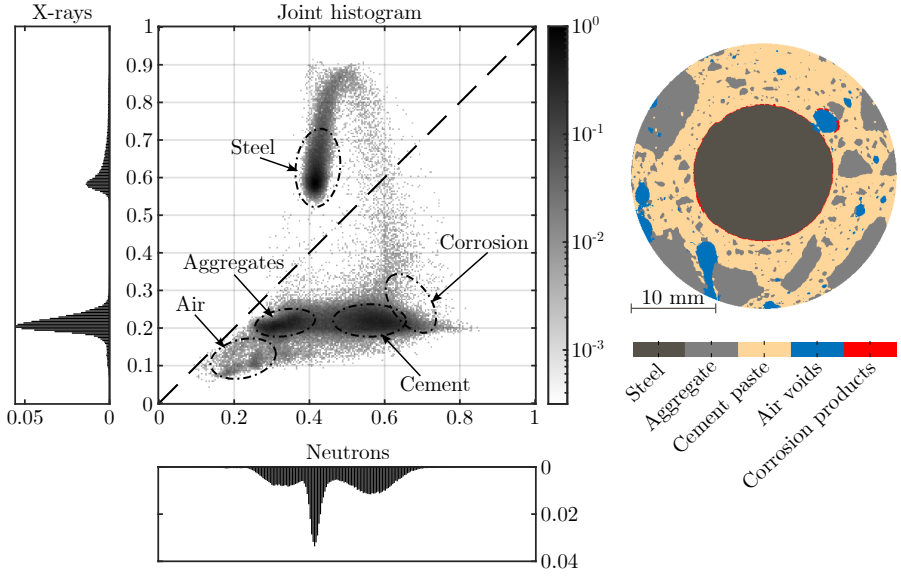 X-rays
Joint histogram
1
0.9
0.8
0.7
0.6
0.5
0.4
0.3
0.2
0.1
0
Steel
Aggregates
Air
Corrosion
Cement
0.05 0
0 0.2 0.4 0.6 0.8 1
10⁰
10⁻¹
10⁻²
10⁻³
10 mm
Steel
Aggregate
Cement paste
Air voids
Corrosion products
Neutrons
0
0.02
0.04